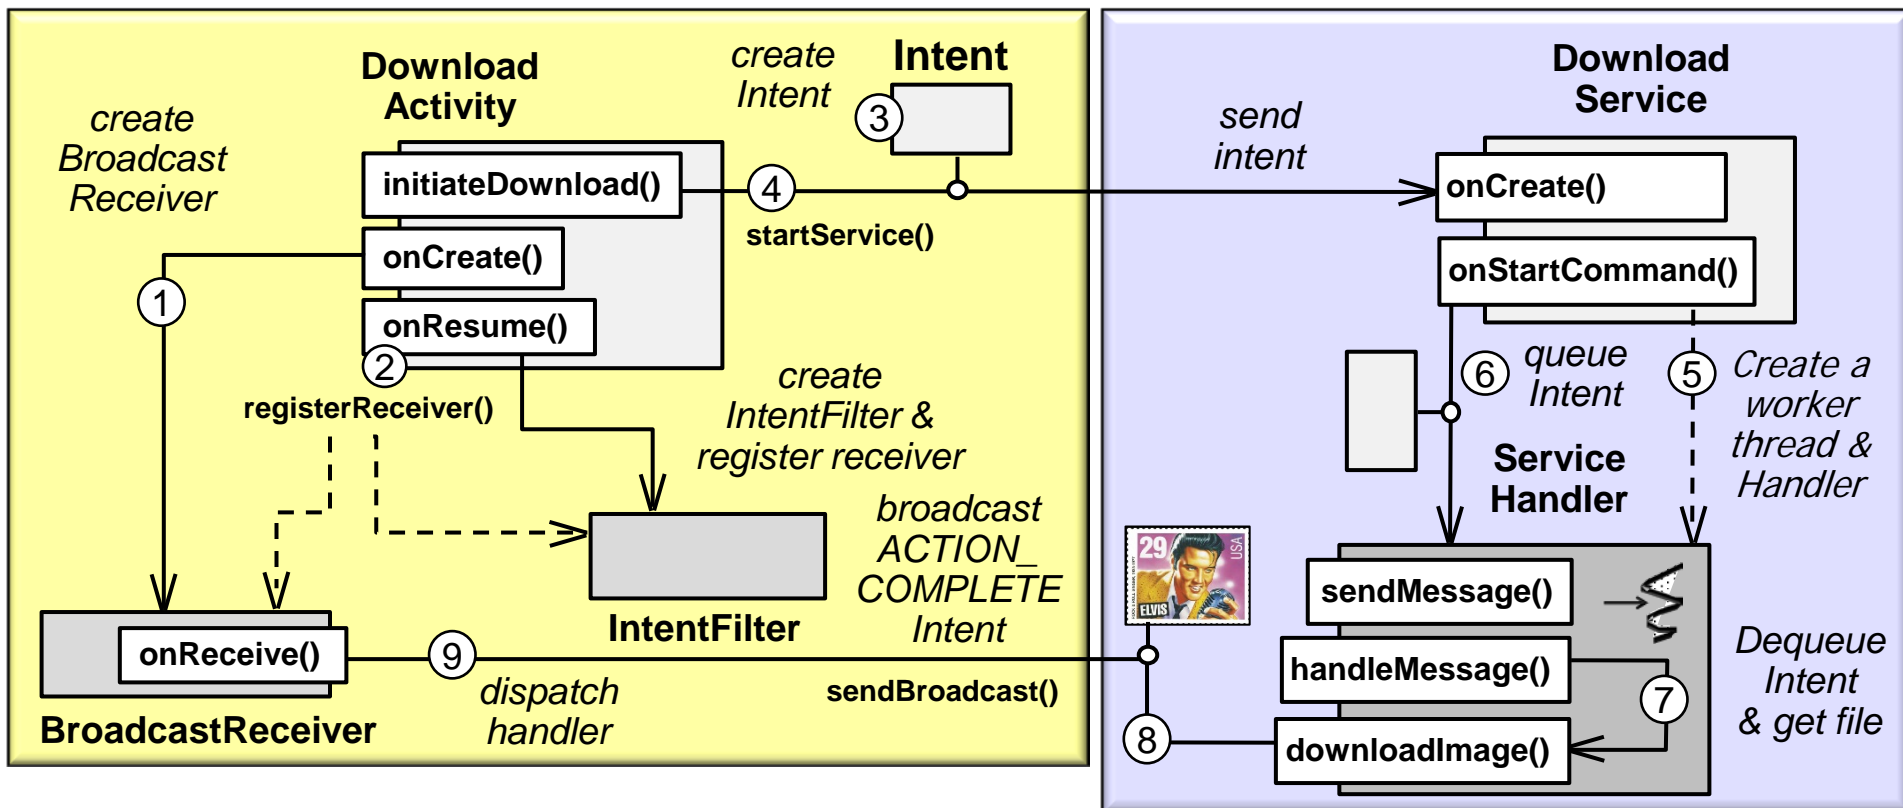 create
Broadcast
Receiver
Download
Activity
create
Intent
Intent
3
initiateDownload()
4
startService()
onCreate()
1
onResume()
2
registerReceiver()
create
IntentFilter &
register receiver
IntentFilter
broadcast
ACTION_
COMPLETE
Intent
onReceive()
9
dispatch
handler
sendBroadcast()
BroadcastReceiver
Download
Service
send
intent
onCreate()
onStartCommand()
6
queue
Intent
5
Create a
worker
thread &
Handler
Service
Handler
29
USA
ELVIS
sendMessage()
handleMessage()
7
Dequeue
Intent
& get file
8
downloadImage()